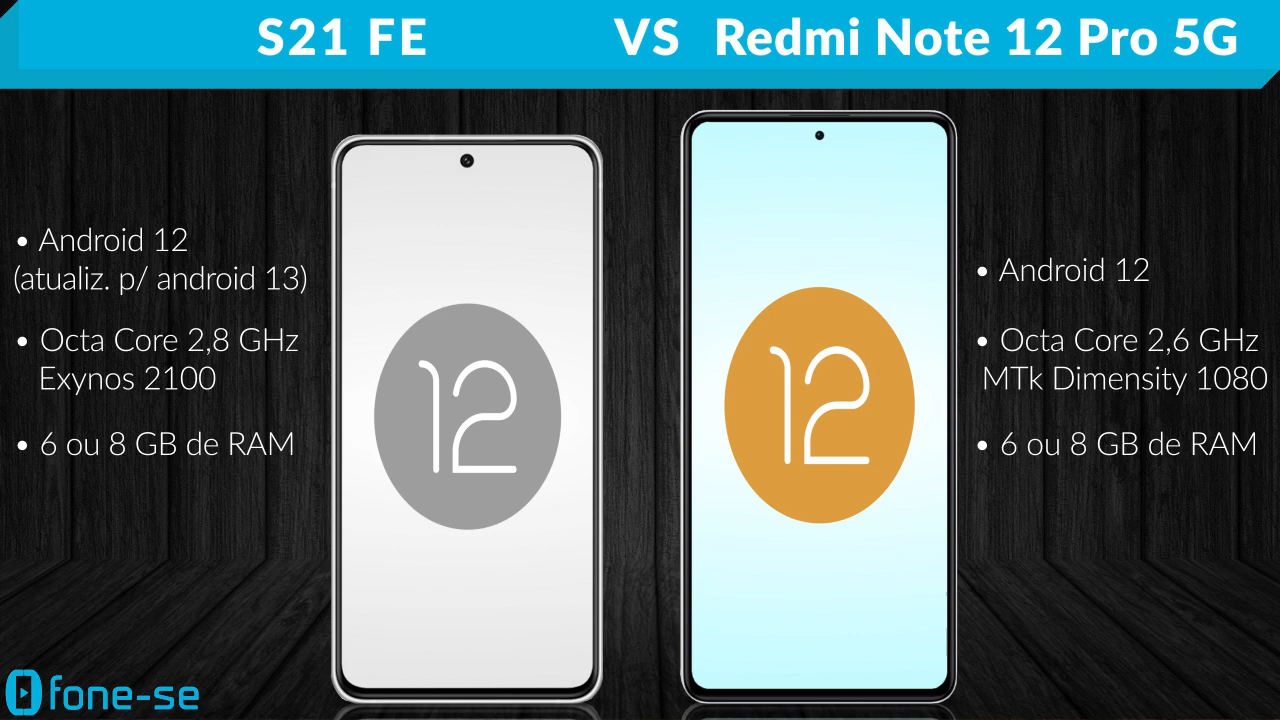 S21 FE VS Redmi Note 12 Pro 5G
• Android 12
(atualiz. p/ android 13)
• Octa Core 2,8 GHz
Exynos 2100
• 6 ou 8 GB de RAM
12
12
• Android 12
• Octa Core 2,6 GHz
MTk Dimensity 1080
• 6 ou 8 GB de RAM
fone-se